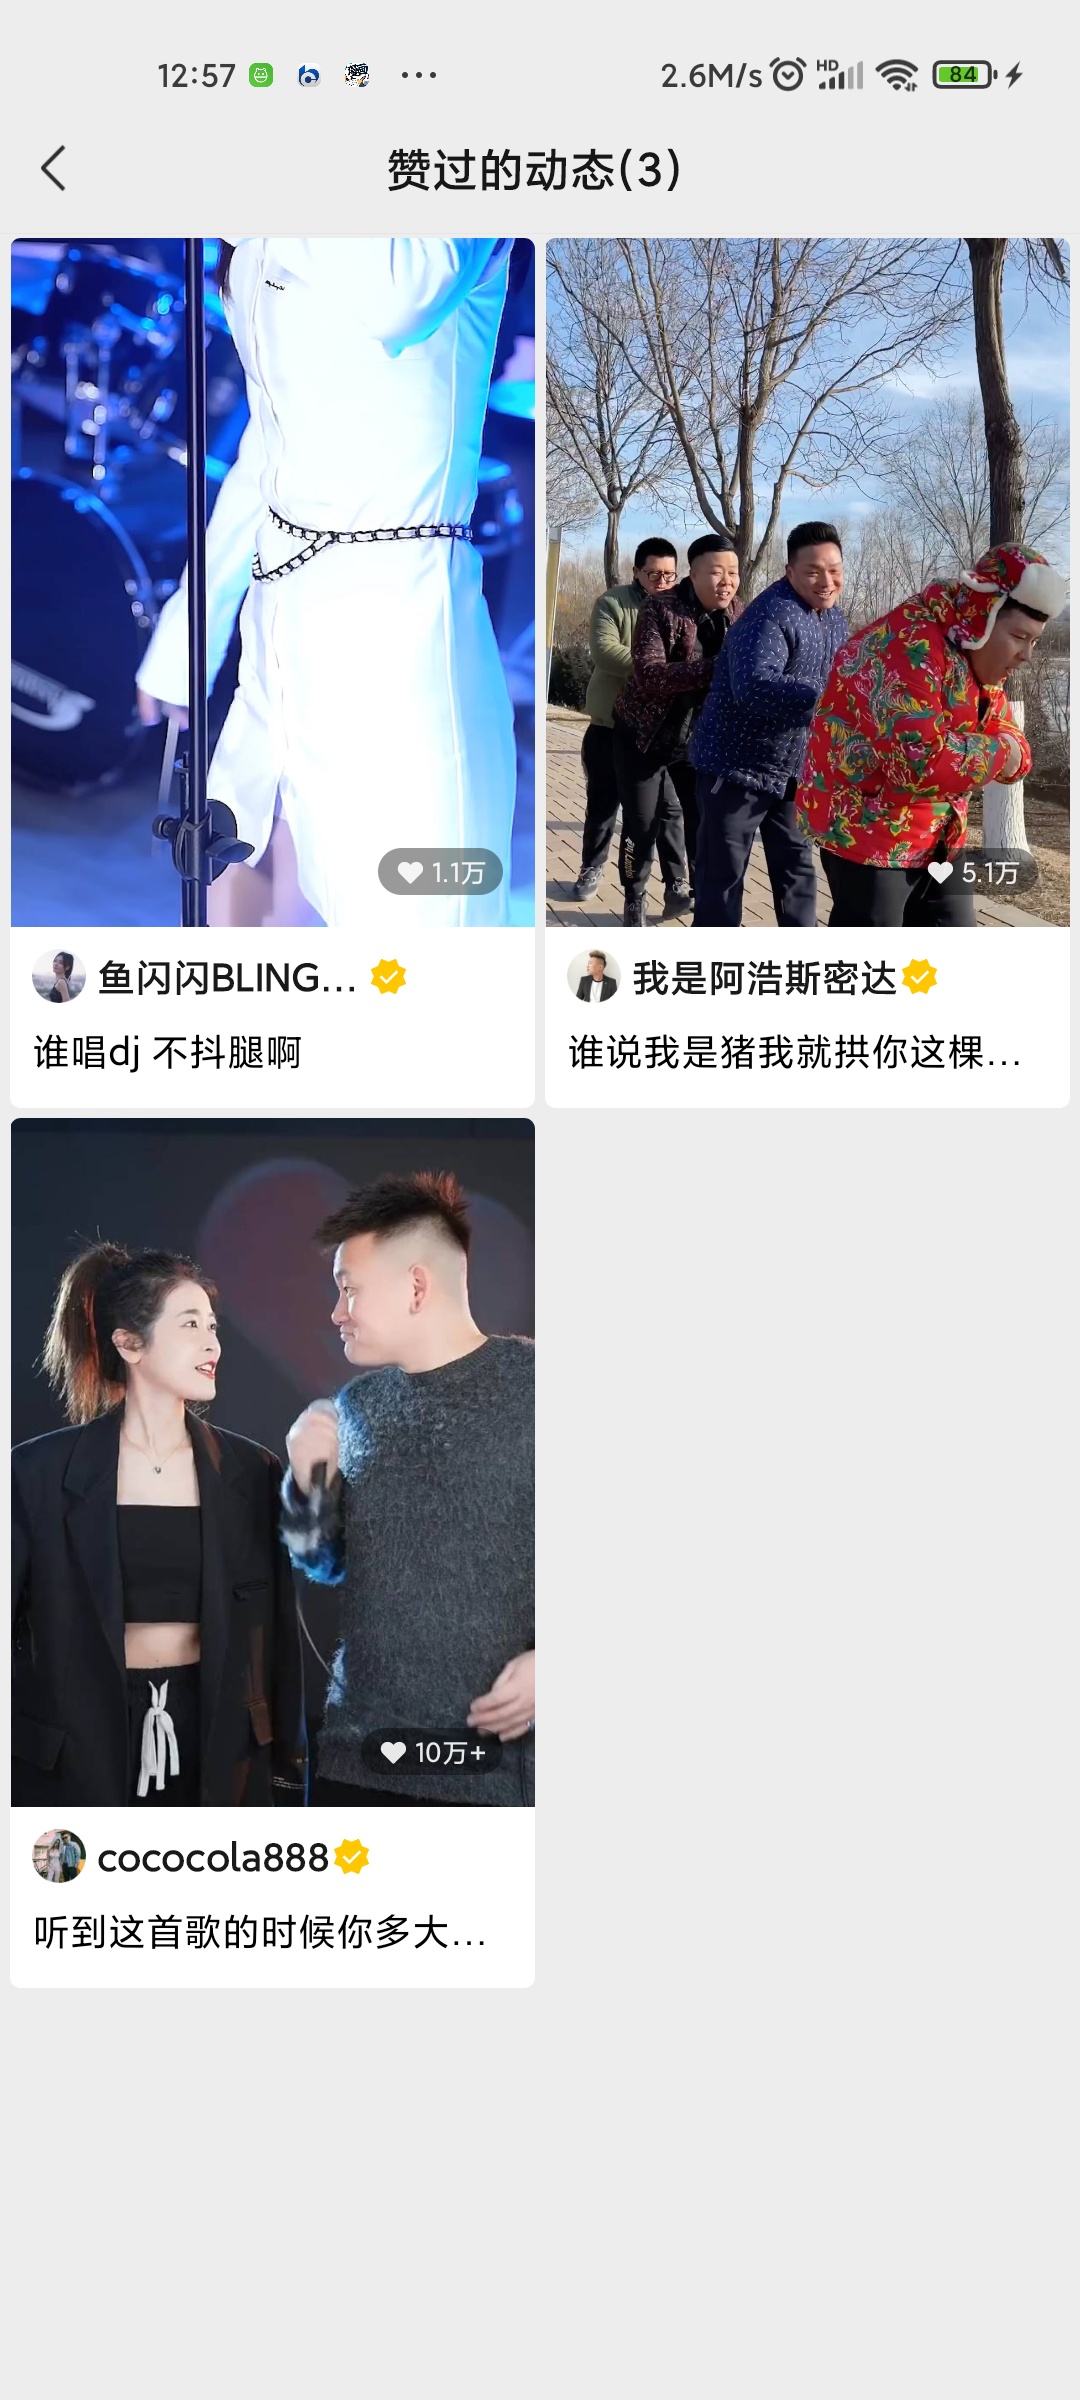 12:57
2.6M/s
HD
84
赞过的动态(3)
1.1万
5.1万
鱼闪闪BLING...
我是阿浩斯密达
谁唱dj 不抖腿啊
谁说我是猪我就拱你这棵...
10万+
cococola888
听到这首歌的时候你多大...